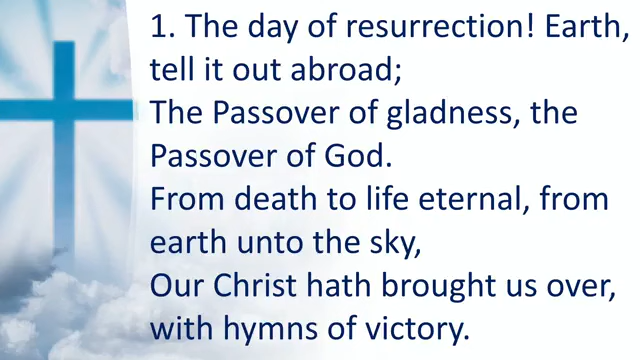 1. The day of resurrection! Earth,
tell it out abroad;
The Passover of gladness, the
Passover of God.
From death to life eternal, from
earth unto the sky,
Our Christ hath brought us over,
with hymns of victory.